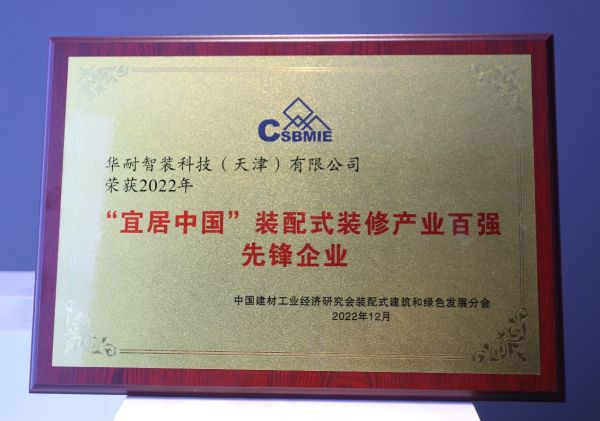 CSBMIE
华耐智装科技（天津）有限公司
荣获2022年
“宜居中国”装配式装修产业百强
先锋企业
中国建材工业经济研究会装配式建筑和绿色发展分会
2022年12月